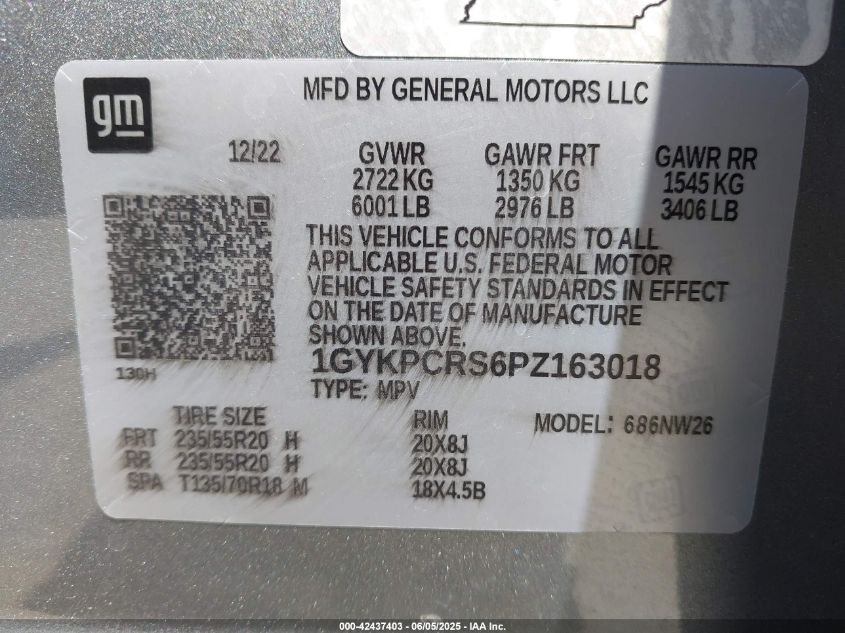 gm
MFD BY GENERAL MOTORS LLC
12/22 GVWR GAWR FRT GAWR RR
2722 KG 1350 KG 1545 KG
6001 LB 2976 LB 3406 LB
THIS VEHICLE CONFORMS TO ALL
APPLICABLE U.S. FEDERAL MOTOR
VEHICLE SAFETY STANDARDS IN EFFECT
ON THE DATE OF MANUFACTURE
SHOWN ABOVE.
1GYKPCRS6PZ163018
130H
TYPE: MPV
TIRE SIZE RIM MODEL: 686NW26
FRT 235/55R20 H 20X8J
RR 235/55R20 H 20X8J
SPA T135/70R18 M 18X4.5B
000-42437403 - 06/05/2025 - IAA Inc.